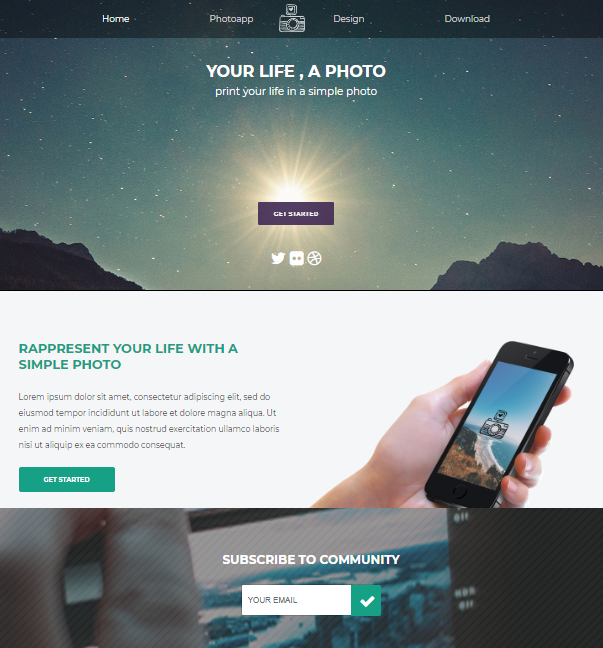 Home Photoapp Design Download
YOUR LIFE , A PHOTO
print your life in a simple photo
GET STARTED
RAPPRESENT YOUR LIFE WITH A
SIMPLE PHOTO
Lorem ipsum dolor sit amet, consectetur adipiscing elit, sed do
eiusmod tempor incididunt ut labore et dolore magna aliqua. Ut
enim ad minim veniam, quis nostrud exercitation ullamco laboris
nisi ut aliquip ex ea commodo consequat.
GET STARTED
SUBSCRIBE TO COMMUNITY
YOUR EMAIL